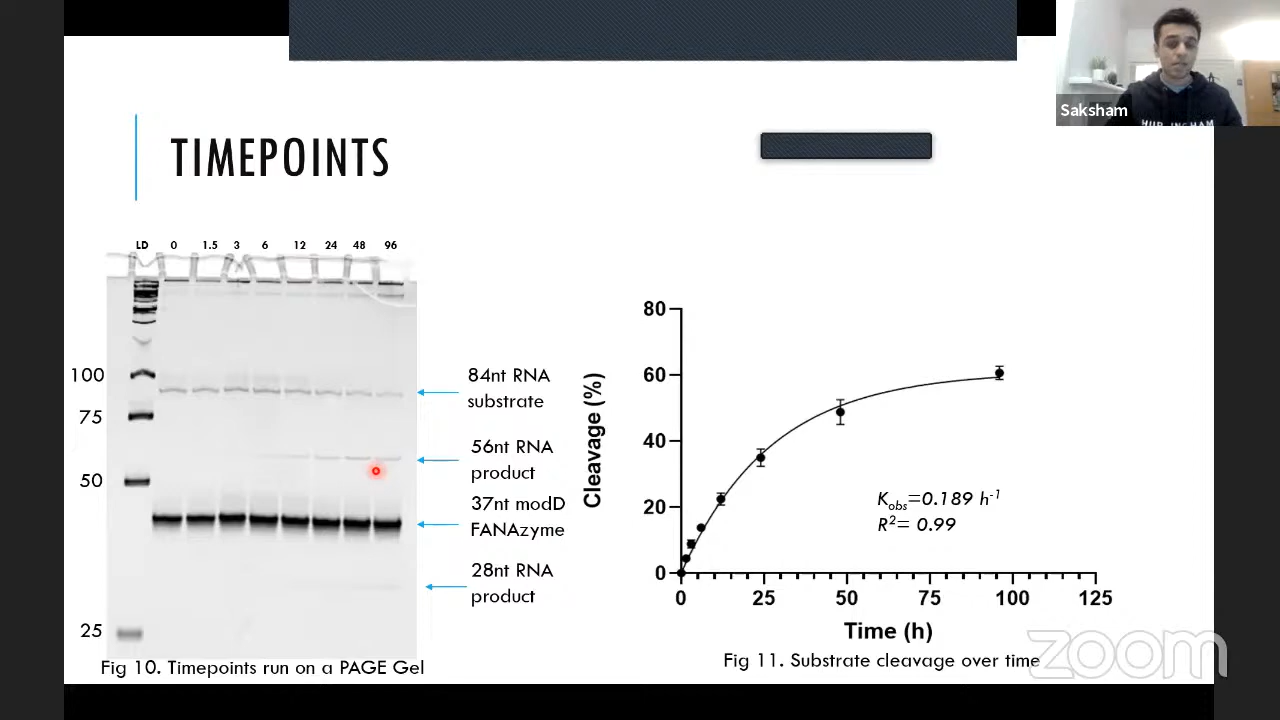 Saksham
TIMEPOINTS
LD 0 1.5 3 6 12 24 48 96
100
75
50
25
84nt RNA
substrate
56nt RNA
product
37nt modD
FANAzyme
28nt RNA
product
Fig 10. Timepoints run on a PAGE Gel
Cleavage (%)
80
60
40
20
0
Kobs=0.189 h-1
R2= 0.99
0 25 50 75 100 125
Time (h)
Fig 11. Substrate cleavage over time
zoom